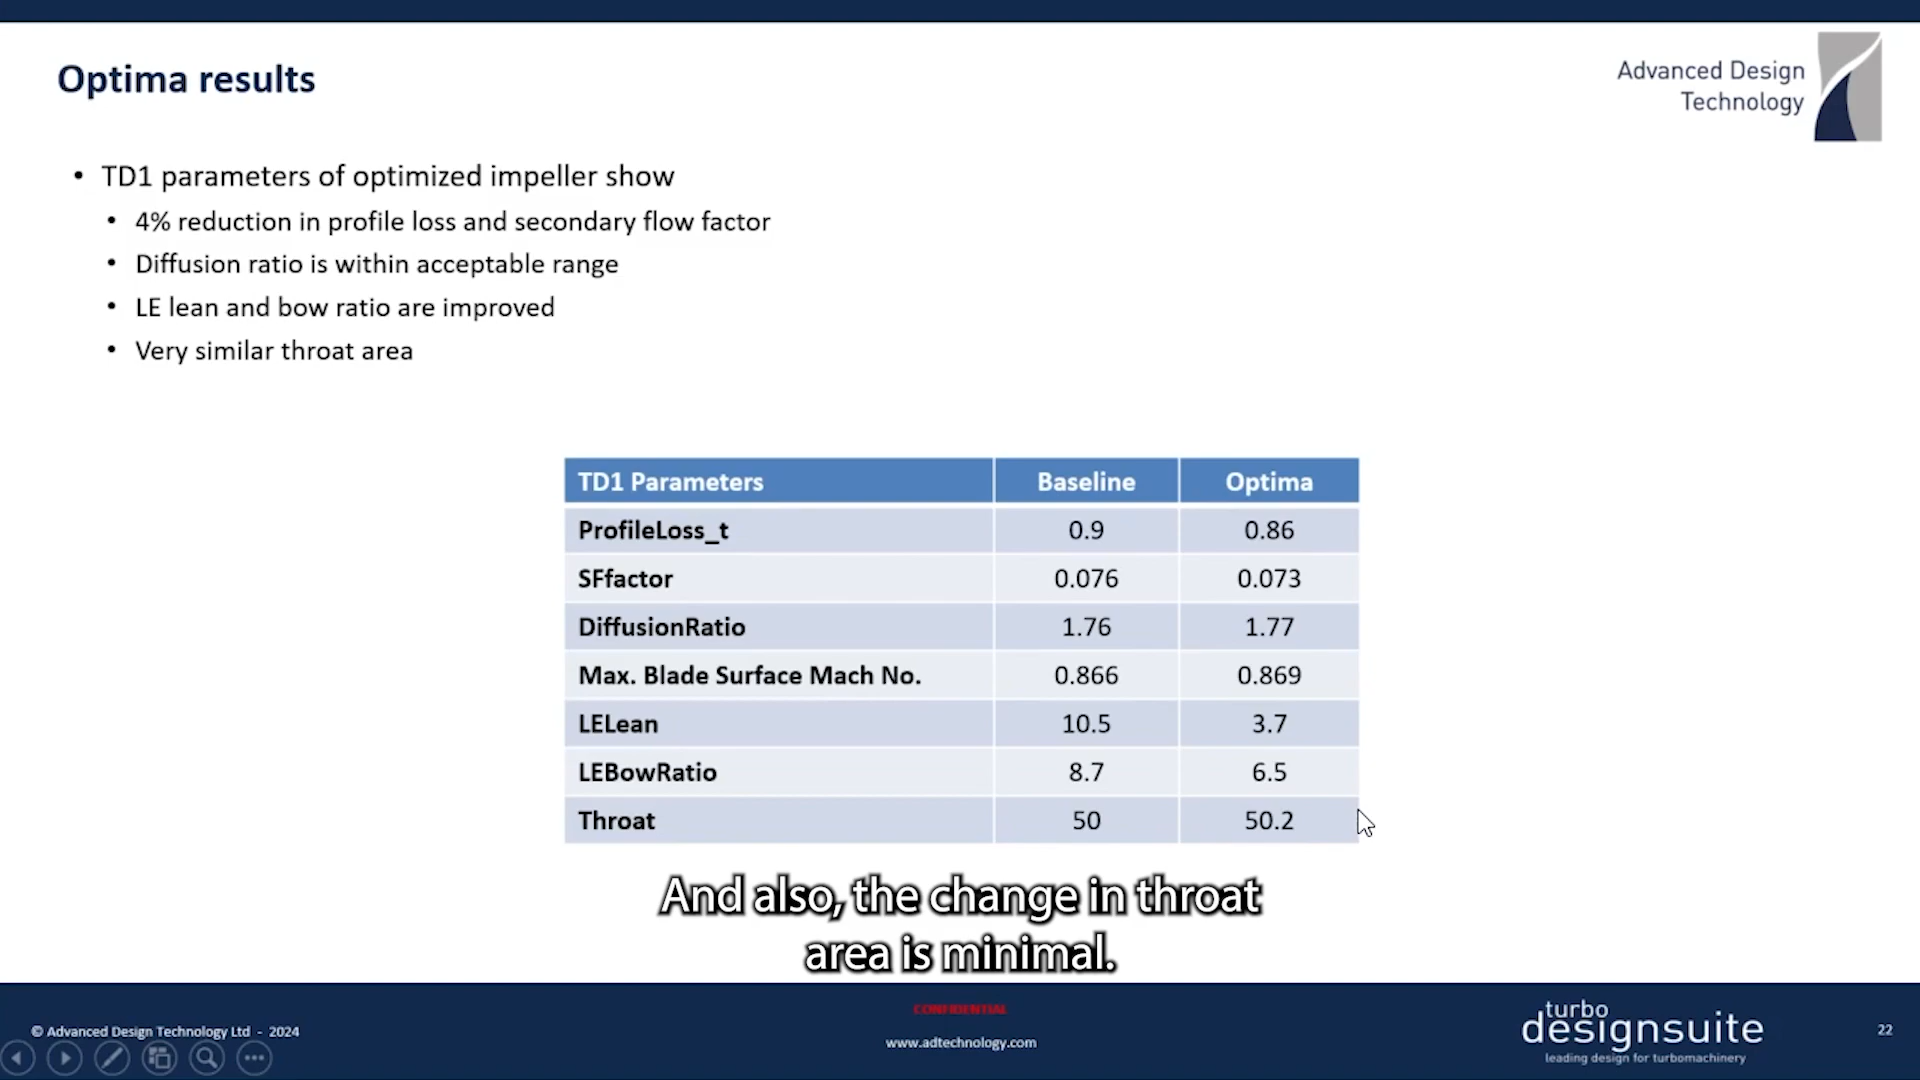 Optima results
Advanced Design
Technology
• TD1 parameters of optimized impeller show
• 4% reduction in profile loss and secondary flow factor
• Diffusion ratio is within acceptable range
• LE lean and bow ratio are improved
• Very similar throat area
TD1 Parameters Baseline Optima
ProfileLoss_t 0.9 0.86
SFfactor 0.076 0.073
DiffusionRatio 1.76 1.77
Max. Blade Surface Mach No. 0.866 0.869
LELean 10.5 3.7
LEBowRatio 8.7 6.5
Throat 50 50.2
And also, the change in throat
area is minimal.
CONFIDENTIAL
© Advanced Design Technology Ltd - 2024
www.adtechnology.com
turbo
designsuite
leading design for turbomachinery
22